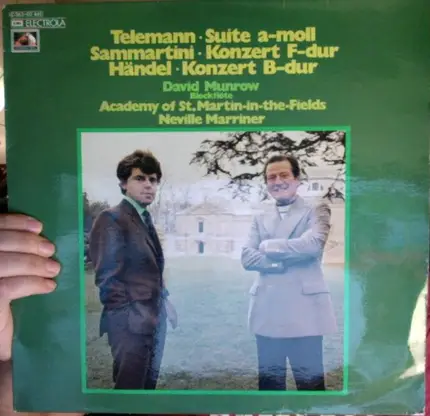 EMI ELECTROLA
Telemann · Suite a-moll
Sammartini · Konzert F-dur
Händel · Konzert B-dur
David Munrow
Blockflöte
Academy of St. Martin-in-the-Fields
Neville Marriner